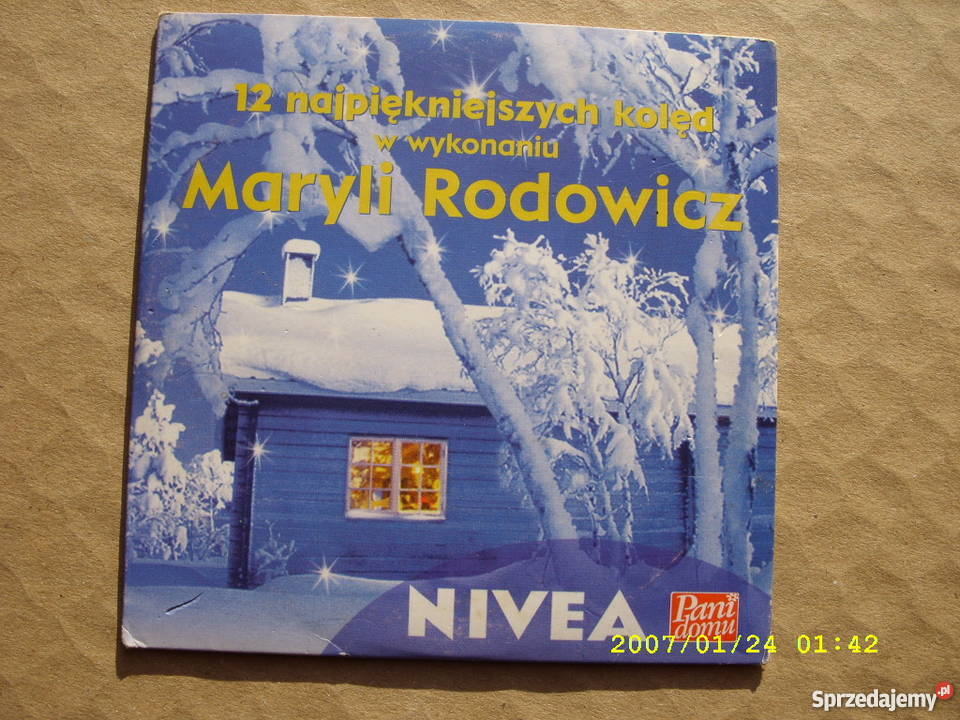 12 najpiękniejszych kolęd
w wykonaniu
Maryli Rodowicz
NIVEA
Pani
domu
2007/01/24 01:42
Sprzedajemy.pl